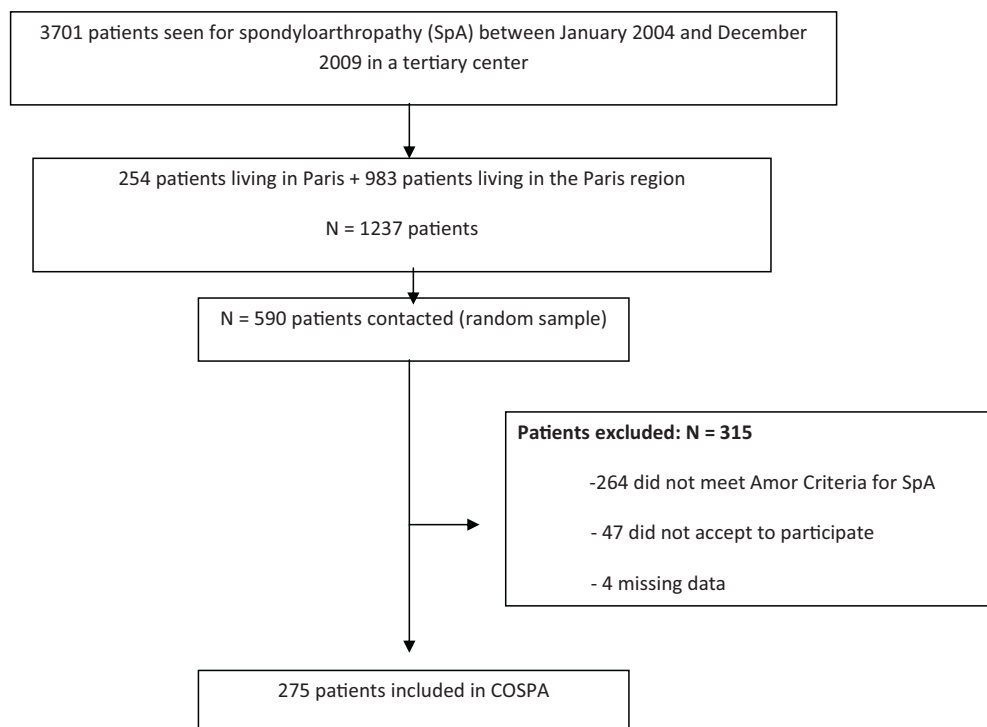 3701 patients seen for spondyloarthropathy (SpA) between January 2004 and December
2009 in a tertiary center
254 patients living in Paris + 983 patients living in the Paris region
N = 1237 patients
N = 590 patients contacted (random sample)
Patients excluded: N = 315
-264 did not meet Amor Criteria for SpA
- 47 did not accept to participate
- 4 missing data
275 patients included in COSPA